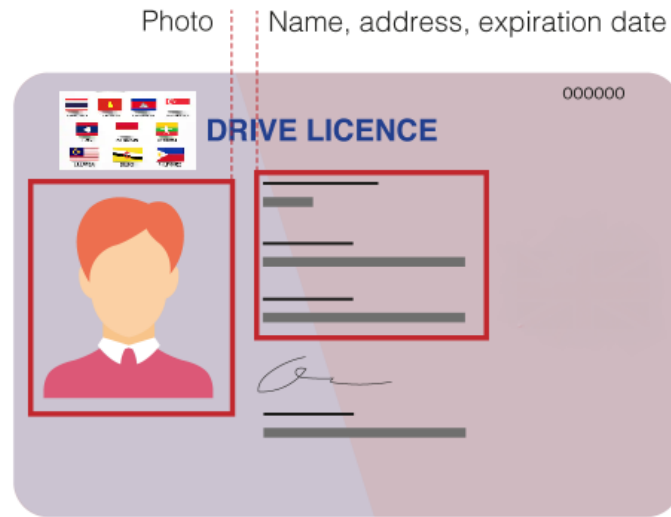 Photo Name, address, expiration date
000000
DRIVE LICENCE